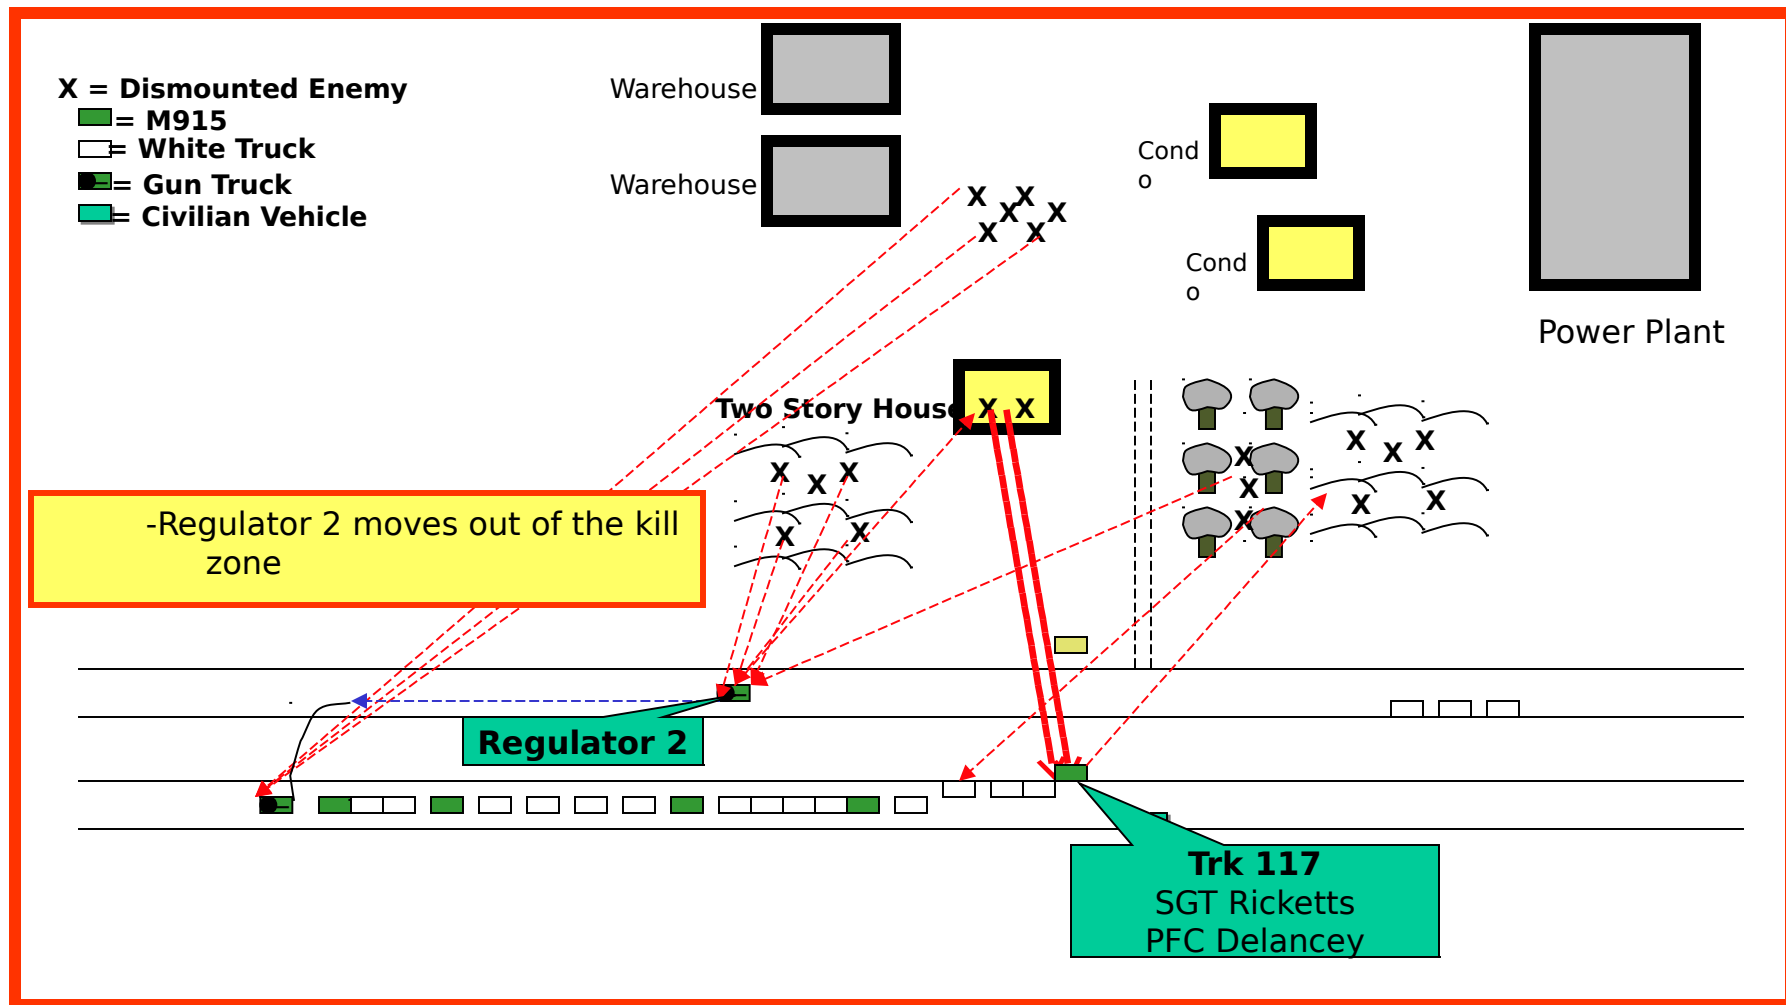 X = Dismounted Enemy
= M915
= White Truck
= Gun Truck
= Civilian Vehicle
Warehouse
Warehouse
Cond
o
Cond
o
Power Plant
X X
X X
X X
Two Story House
X X
X X X
X X
X
X
X
X X X
X X
-Regulator 2 moves out of the kill
zone
Regulator 2
Trk 117
SGT Ricketts
PFC Delancey